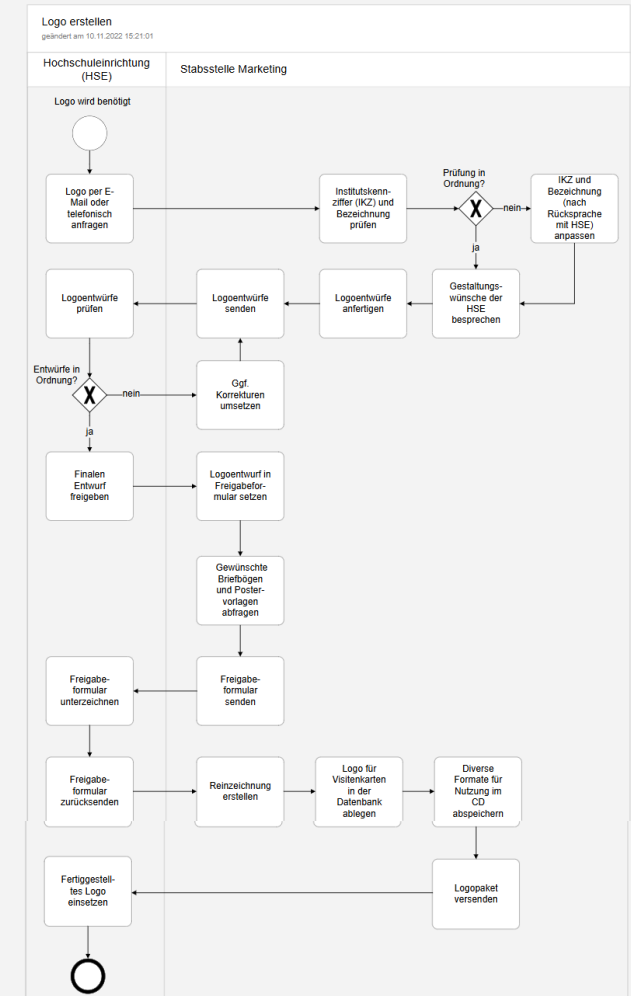 Logo erstellen
geändert am 10.11.2022 15:21:01
Hochschuleinrichtung
(HSE)
Stabsstelle Marketing
Logo wird benötigt
Logo per E-
Mail oder
telefonisch
anfragen
Institutskenn-
ziffer (IKZ) und
Bezeichnung
prüfen
Prüfung in
Ordnung?
X
nein
ja
IKZ und
Bezeichnung
(nach
Rücksprache
mit HSE)
anpassen
Logoentwürfe
prüfen
Logoentwürfe
senden
Logoentwürfe
anfertigen
Gestaltungs-
wünsche der
HSE
besprechen
Entwürfe in
Ordnung?
X
nein
ja
Ggf.
Korrekturen
umsetzen
Finalen
Entwurf
freigeben
Logoentwurf in
Freigabefor-
mular setzen
Gewünschte
Briefbögen
und Poster-
vorlagen
abfragen
Freigabe-
formular
unterzeichnen
Freigabe-
formular
senden
Freigabe-
formular
zurücksenden
Reinzeichnung
erstellen
Logo für
Visitenkarten
in der
Datenbank
ablegen
Diverse
Formate für
Nutzung im
CD
abspeichern
Fertiggestell-
tes Logo
einsetzen
Logopaket
versenden